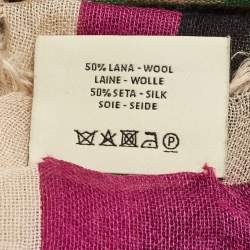 50% LANA - WOOL
LAINE - WOLLE
50% SETA - SILK
SOIE - SEIDE
P